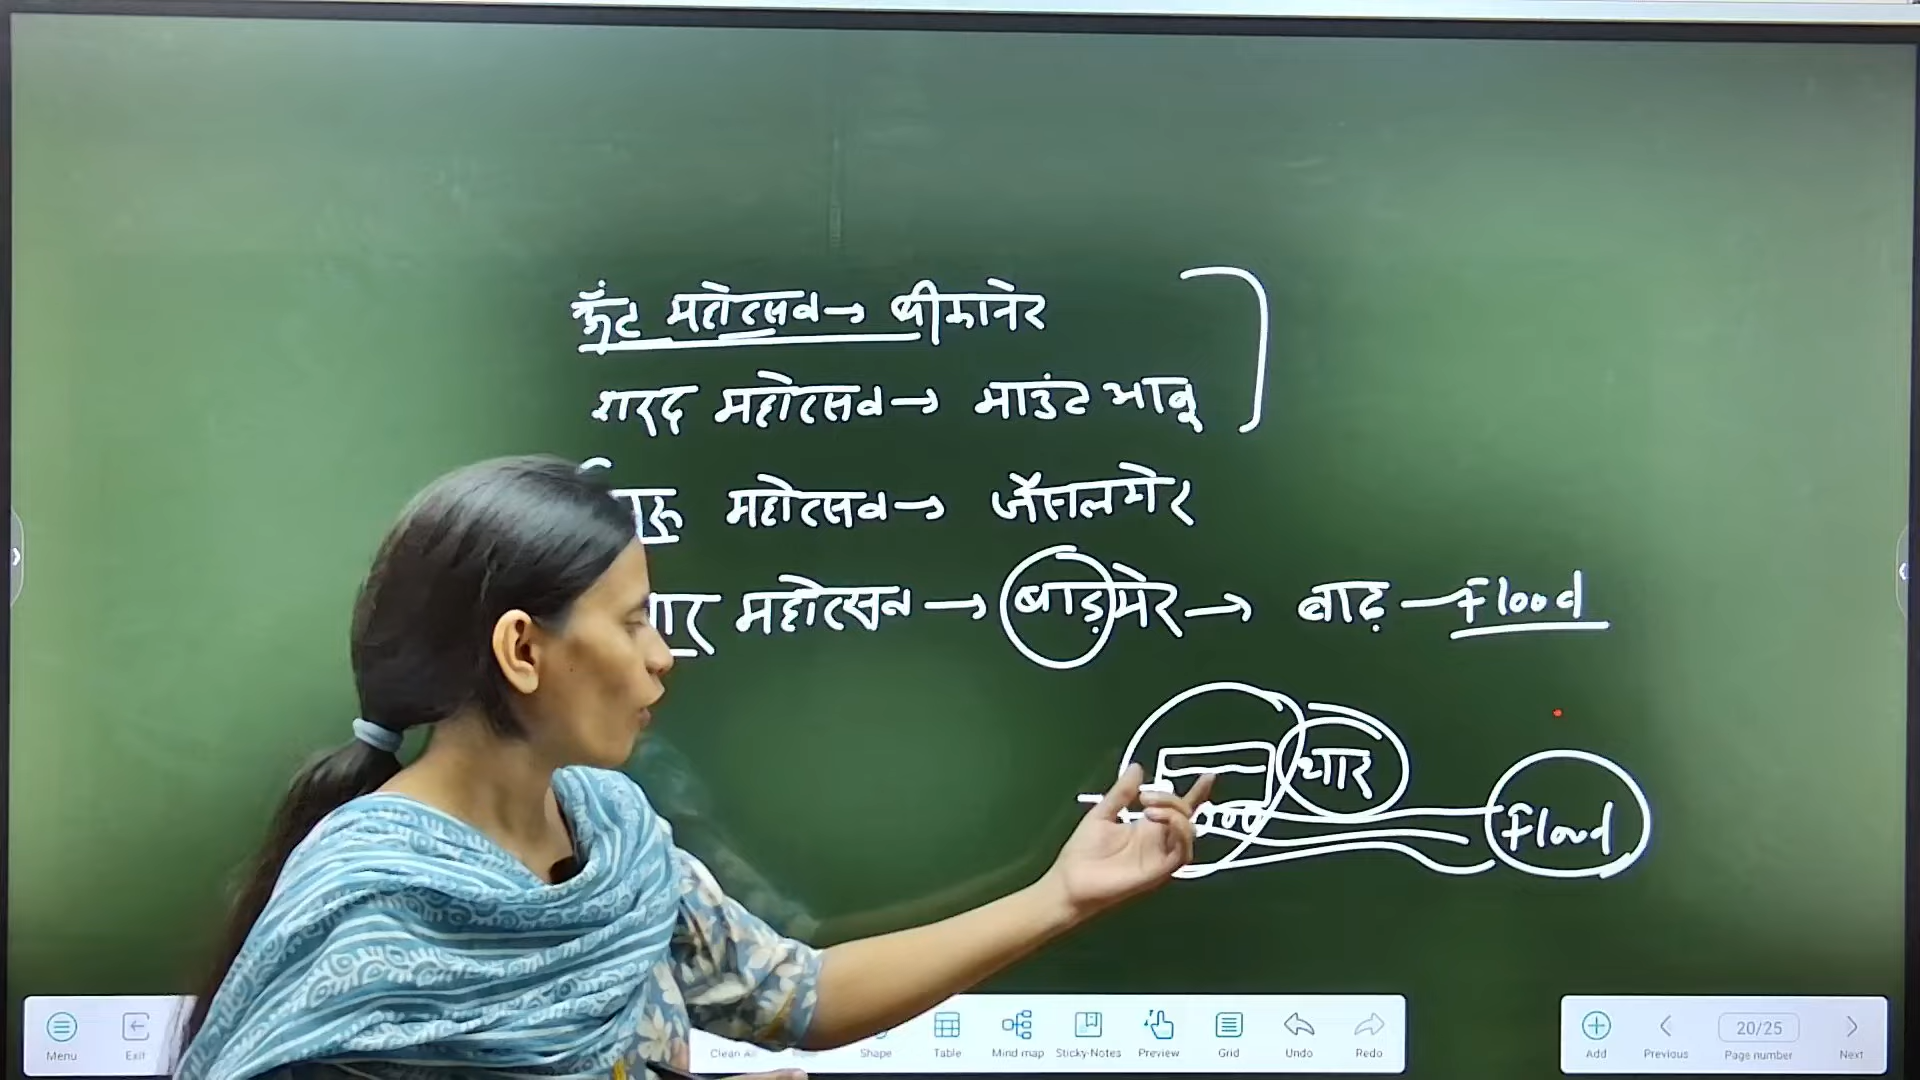 ऊँट महोत्सव → बीकानेर
शरद महोत्सव → माउंट आबू
महोत्सव → जैसलमेर
महोत्सव → बाड़मेर → बाढ़ — Flood
थार
Flood
Menu Exit Shape Table Mind map Sticky-Notes Preview Grid Undo Redo Add Previous 20/25 Page number Next